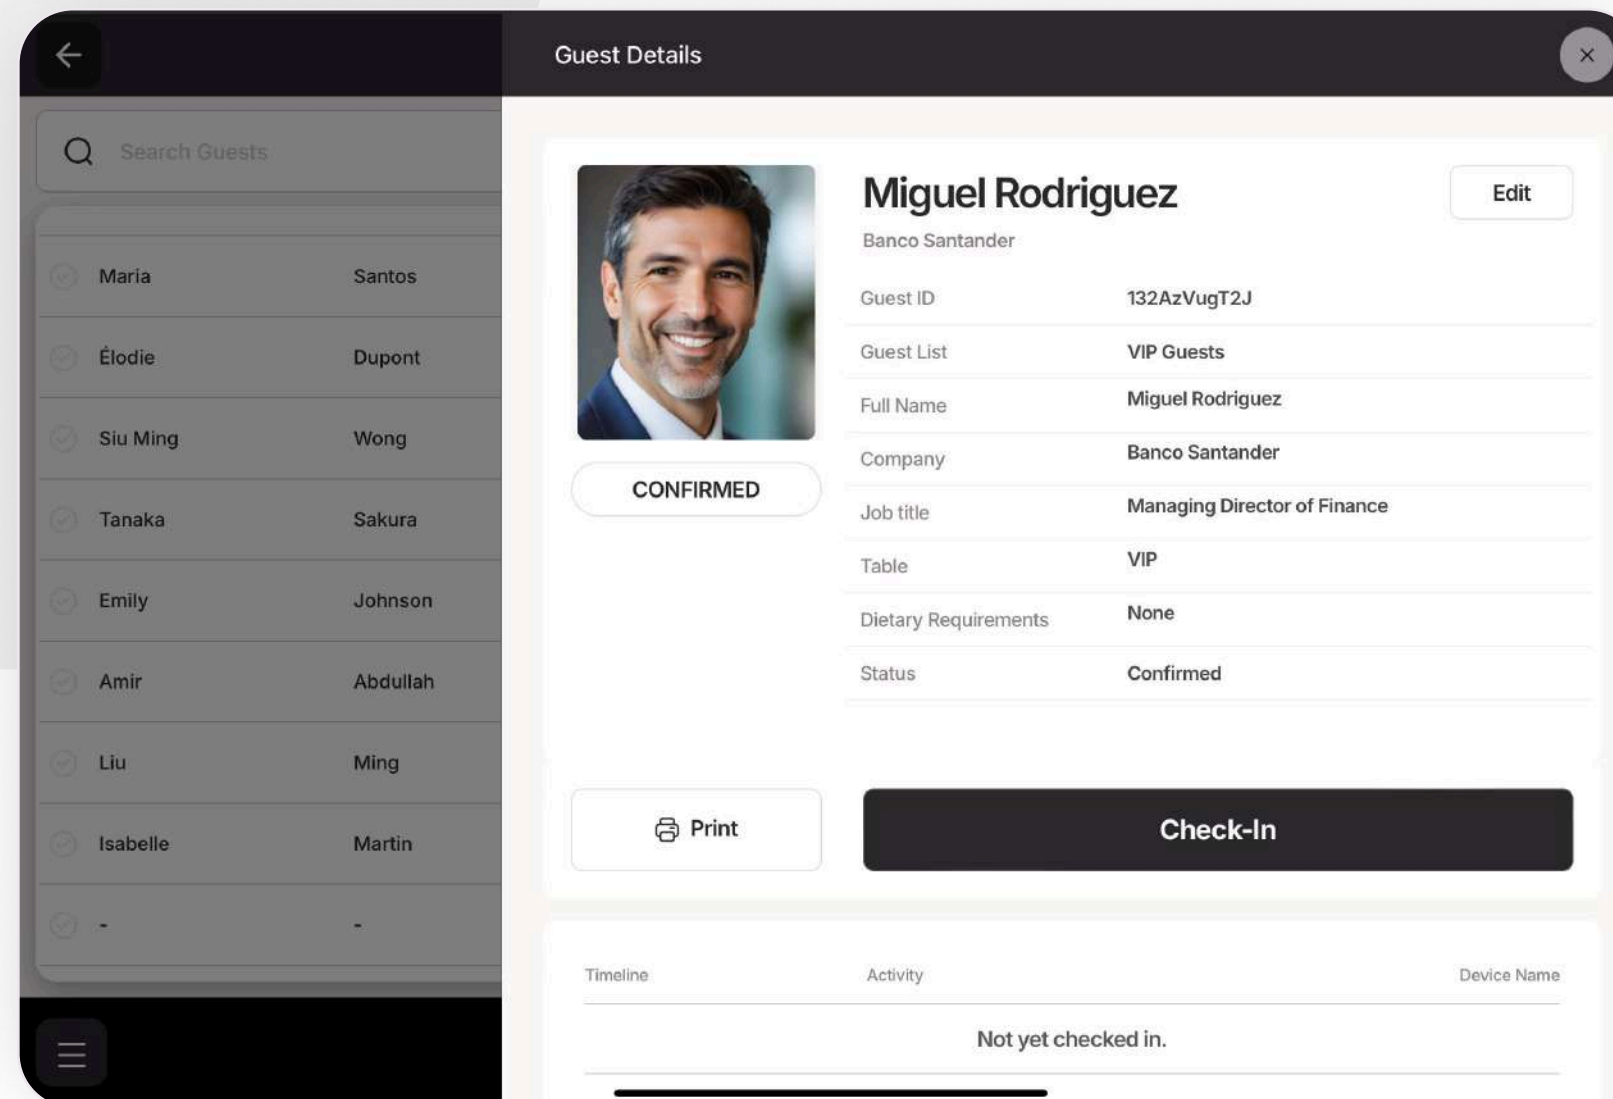 Guest Details
Search Guests
Maria Santos
Élodie Dupont
Siu Ming Wong
Tanaka Sakura
Emily Johnson
Amir Abdullah
Liu Ming
Isabelle Martin
- -
Miguel Rodriguez
Edit
Banco Santander
Guest ID 132AzVugT2J
Guest List VIP Guests
Full Name Miguel Rodriguez
Company Banco Santander
Job title Managing Director of Finance
Table VIP
Dietary Requirements None
Status Confirmed
CONFIRMED
Print
Check-In
Timeline Activity Device Name
Not yet checked in.